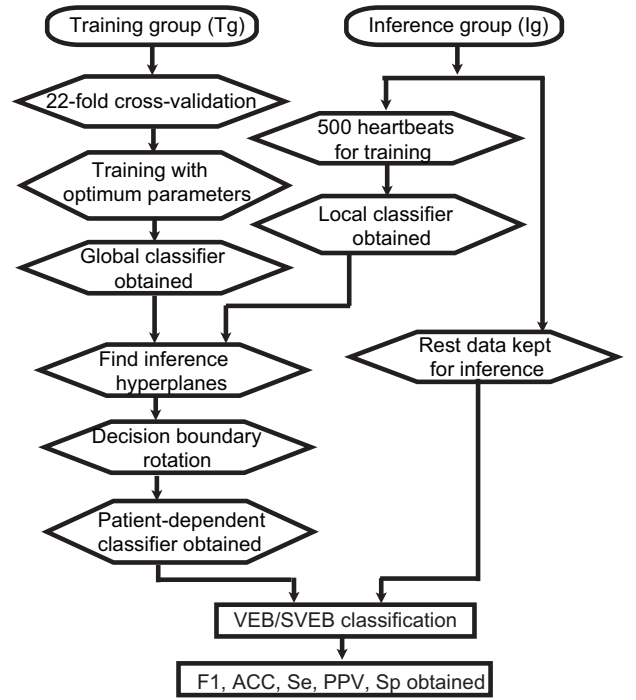 Training group (Tg)
Inference group (Ig)
22-fold cross-validation
500 heartbeats
for training
Training with
optimum parameters
Local classifier
obtained
Global classifier
obtained
Find inference
hyperplanes
Rest data kept
for inference
Decision boundary
rotation
Patient-dependent
classifier obtained
VEB/SVEB classification
F1, ACC, Se, PPV, Sp obtained